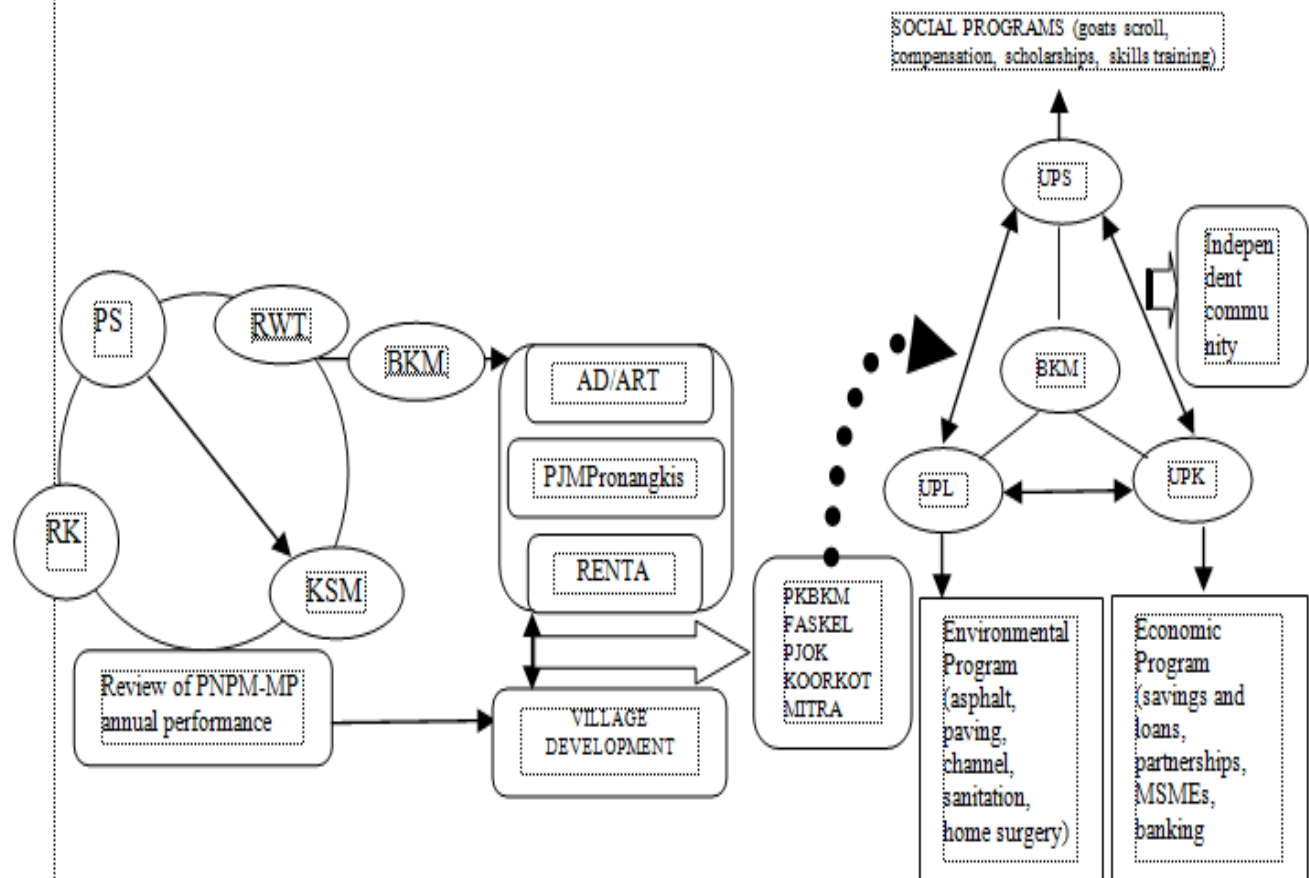 SOCIAL PROGRAMS (goats scroll,
compensation, scholarships, skills training)
UPS
Indepen
dent
commu
nity
PS
RWT
BKM
AD/ART
BKM
PJMPronangkis
UPL
UPK
RK
KSM
RENTA
PKBKM
FASKEL
PJOK
KOORKOT
MITRA
Environmental
Program
(asphalt,
paving,
channel,
sanitation,
home surgery)
Economic
Program
(savings and
loans,
partnerships,
MSMEs,
banking
Review of PNPM-MP
annual performance
VILLAGE
DEVELOPMENT